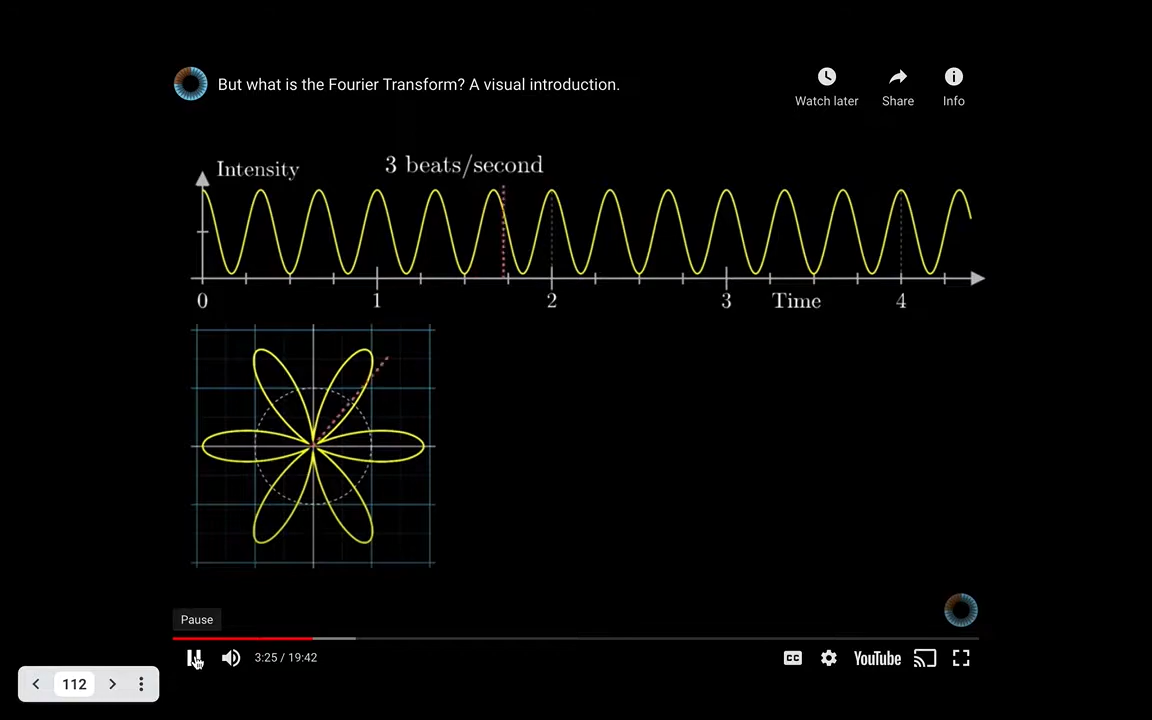 But what is the Fourier Transform? A visual introduction.
Watch later
Share
Info
Intensity
3 beats/second
0
1
2
3
Time
4
Pause
3:25 / 19:42
CC
YouTube
112